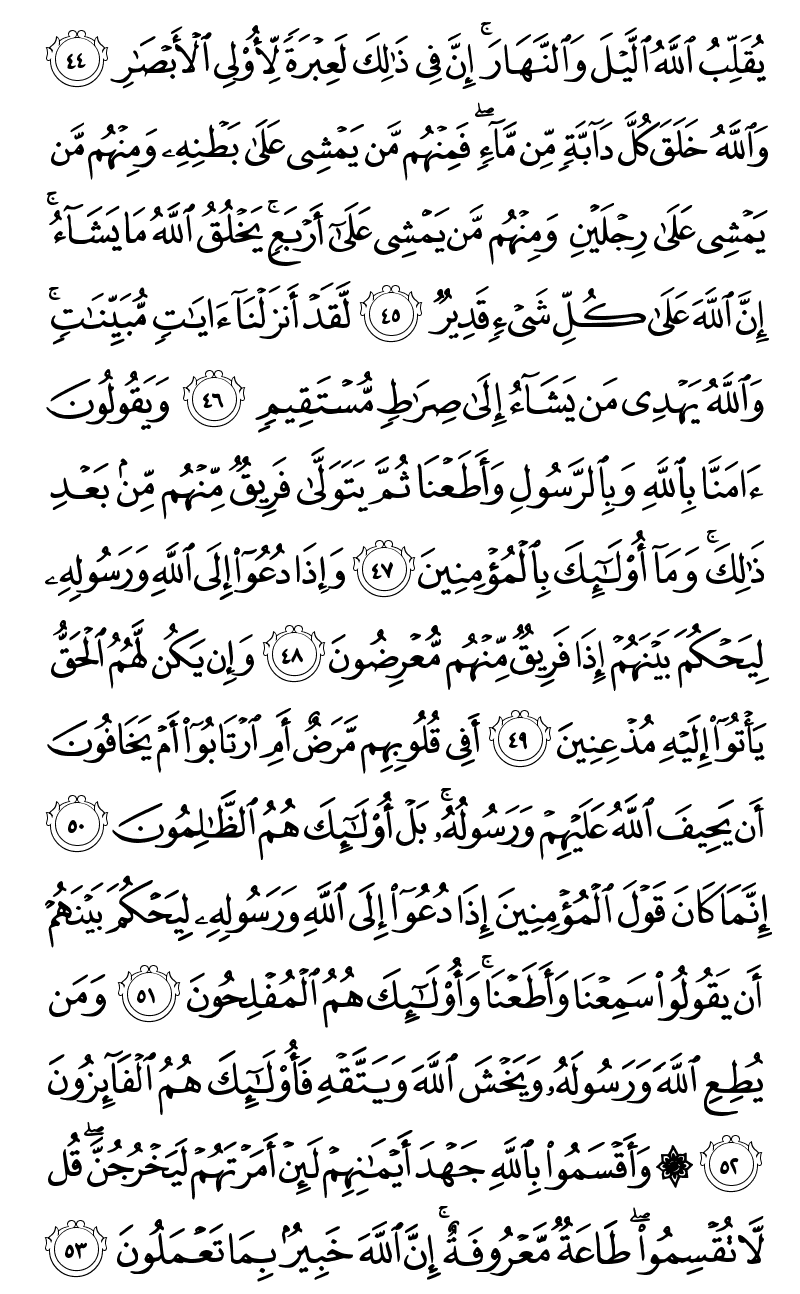 يُقَلِّبُ ٱللَّهُ ٱلَّيْلَ وَٱلنَّهَارَ ۚ إِنَّ فِى ذَٰلِكَ لَعِبْرَةً لِّأُو۟لِى ٱلْأَبْصَٰرِ ٤٤
وَٱللَّهُ خَلَقَ كُلَّ دَآبَّةٍ مِّن مَّآءٍ ۖ فَمِنْهُم مَّن يَمْشِى عَلَىٰ بَطْنِهِۦ وَمِنْهُم مَّن
يَمْشِى عَلَىٰ رِجْلَيْنِ وَمِنْهُم مَّن يَمْشِى عَلَىٰٓ أَرْبَعٍ ۚ يَخْلُقُ ٱللَّهُ مَا يَشَآءُ ۚ
إِنَّ ٱللَّهَ عَلَىٰ كُلِّ شَىْءٍ قَدِيرٌ ٤٥ لَّقَدْ أَنزَلْنَآ ءَايَٰتٍ مُّبَيِّنَٰتٍ ۚ
وَٱللَّهُ يَهْدِى مَن يَشَآءُ إِلَىٰ صِرَٰطٍ مُّسْتَقِيمٍ ٤٦ وَيَقُولُونَ
ءَامَنَّا بِٱللَّهِ وَبِٱلرَّسُولِ وَأَطَعْنَا ثُمَّ يَتَوَلَّىٰ فَرِيقٌ مِّنْهُم مِّنۢ بَعْدِ
ذَٰلِكَ ۚ وَمَآ أُو۟لَٰٓئِكَ بِٱلْمُؤْمِنِينَ ٤٧ وَإِذَا دُعُوٓا۟ إِلَى ٱللَّهِ وَرَسُولِهِۦ
لِيَحْكُمَ بَيْنَهُمْ إِذَا فَرِيقٌ مِّنْهُم مُّعْرِضُونَ ٤٨ وَإِن يَكُن لَّهُمُ ٱلْحَقُّ
يَأْتُوٓا۟ إِلَيْهِ مُذْعِنِينَ ٤٩ أَفِى قُلُوبِهِم مَّرَضٌ أَمِ ٱرْتَابُوٓا۟ أَمْ يَخَافُونَ
أَن يَحِيفَ ٱللَّهُ عَلَيْهِمْ وَرَسُولُهُۥ ۚ بَلْ أُو۟لَٰٓئِكَ هُمُ ٱلظَّٰلِمُونَ ٥٠
إِنَّمَا كَانَ قَوْلَ ٱلْمُؤْمِنِينَ إِذَا دُعُوٓا۟ إِلَى ٱللَّهِ وَرَسُولِهِۦ لِيَحْكُمَ بَيْنَهُمْ
أَن يَقُولُوا۟ سَمِعْنَا وَأَطَعْنَا ۚ وَأُو۟لَٰٓئِكَ هُمُ ٱلْمُفْلِحُونَ ٥١ وَمَن
يُطِعِ ٱللَّهَ وَرَسُولَهُۥ وَيَخْشَ ٱللَّهَ وَيَتَّقْهِ فَأُو۟لَٰٓئِكَ هُمُ ٱلْفَآئِزُونَ
٥٢ ۞ وَأَقْسَمُوا۟ بِٱللَّهِ جَهْدَ أَيْمَٰنِهِمْ لَئِنْ أَمَرْتَهُمْ لَيَخْرُجُنَّ ۖ قُل
لَّا تُقْسِمُوا۟ ۖ طَاعَةٌ مَّعْرُوفَةٌ ۚ إِنَّ ٱللَّهَ خَبِيرٌۢ بِمَا تَعْمَلُونَ ٥٣